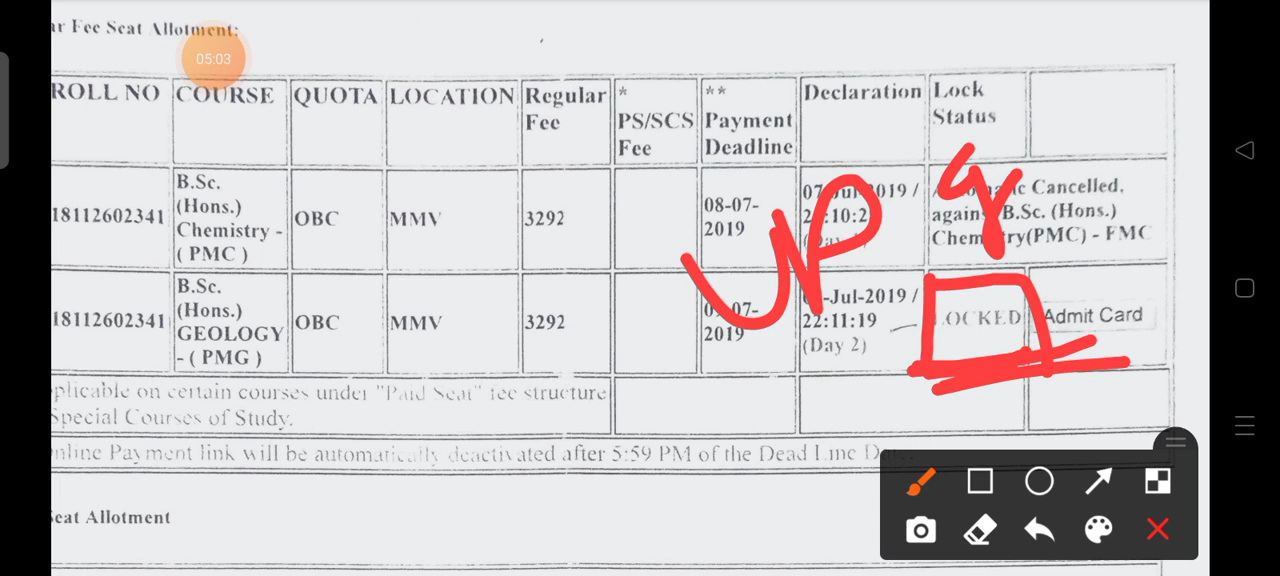 ar Fee Seat Allotment:
05:03
ROLL NO COURSE QUOTA LOCATION Regular Fee * PS/SCS Fee ** Payment Deadline Declaration Lock Status
18112602341 B.Sc. (Hons.) Chemistry - ( PMC ) OBC MMV 3292 08-07-2019 07-Jul-2019 / Cancelled, against B.Sc. (Hons.) Chemistry(PMC) - FMC
18112602341 B.Sc. (Hons.) GEOLOGY - ( PMG ) OBC MMV 3292 07-2019 -Jul-2019 / 22:11:19 (Day 2) LOCKED Admit Card
UP
plicable on certain courses under "Paid Seat" fee structure
Special Courses of Study.
nline Payment link will be automatically deactivated after 5:59 PM of the Dead Line
Seat Allotment